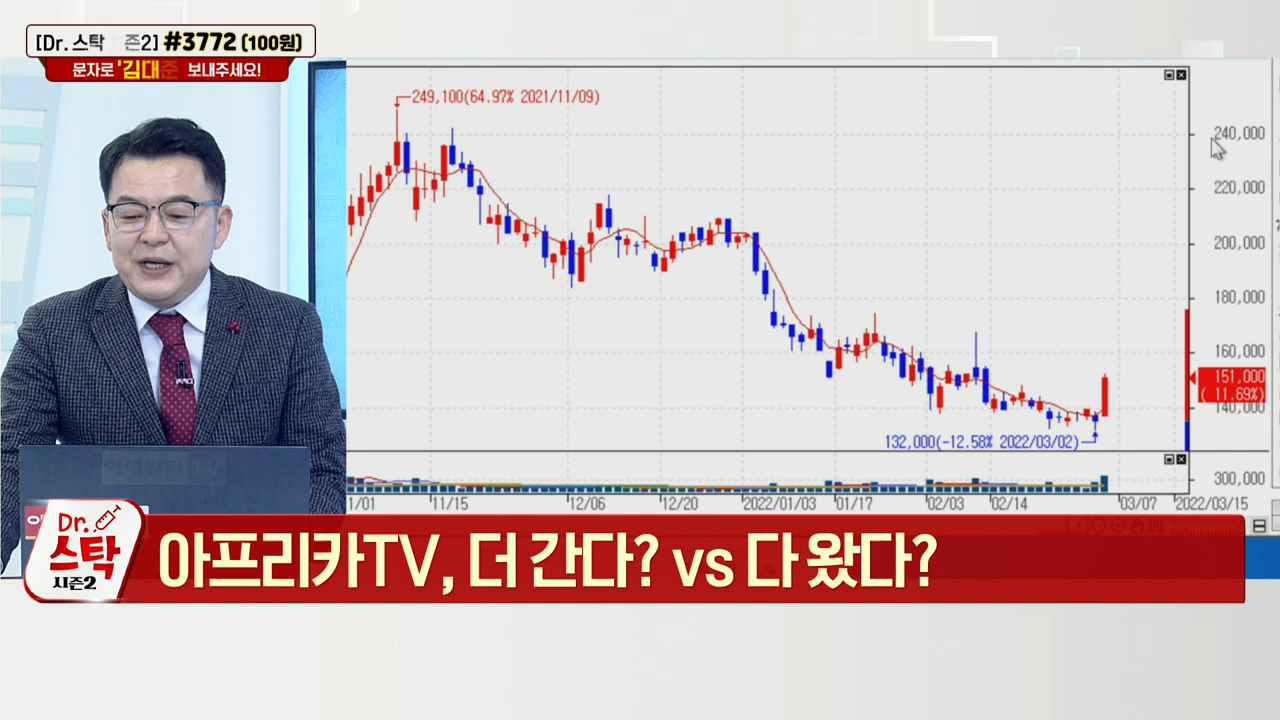 [Dr. 스탁 시즌2] #3772 (100원)
문자로 '김대준 보내주세요!
249,100(64.97% 2021/11/09)
240,000
220,000
200,000
180,000
160,000
151,000
( 11.69%)
140,000
132,000(-12.58% 2022/03/02)
300,000
1/01 11/15 12/06 12/20 2022/01/03 01/17 02/03 02/14 03/07 2022/03/15
Dr.
스탁
시즌2
아프리카TV, 더 간다? vs 다 왔다?